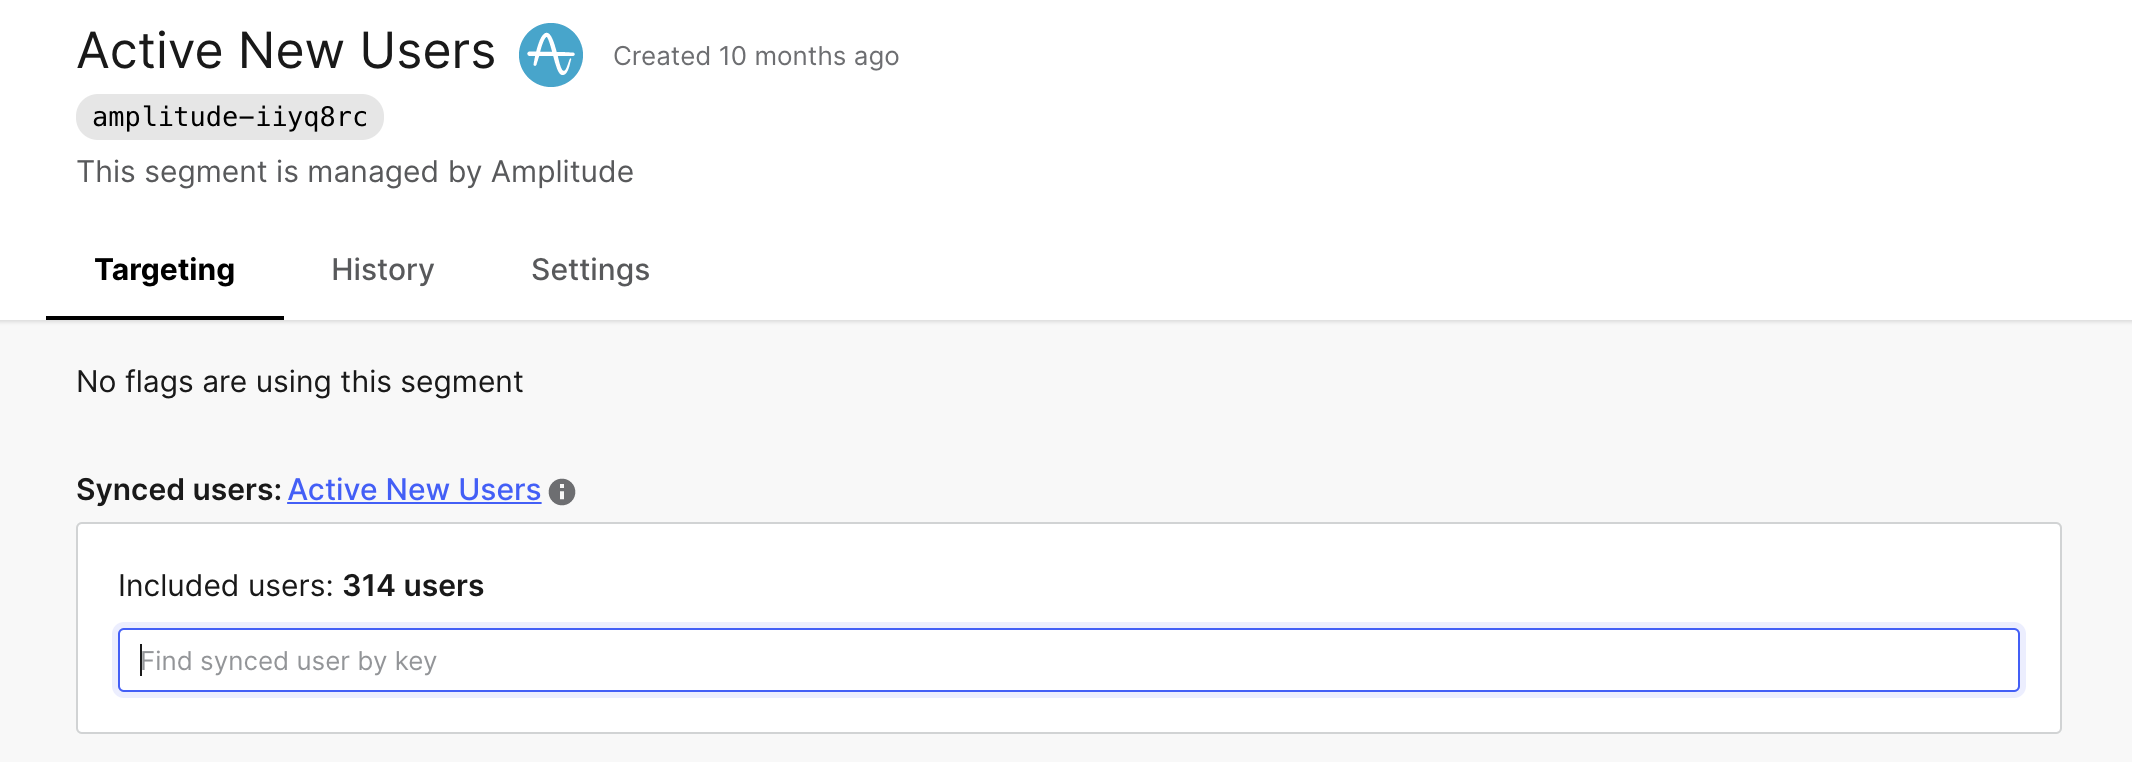 Active New Users Created 10 months ago
amplitude-iiyq8rc
This segment is managed by Amplitude
Targeting History Settings
No flags are using this segment
Synced users: Active New Users
Included users: 314 users
Find synced user by key